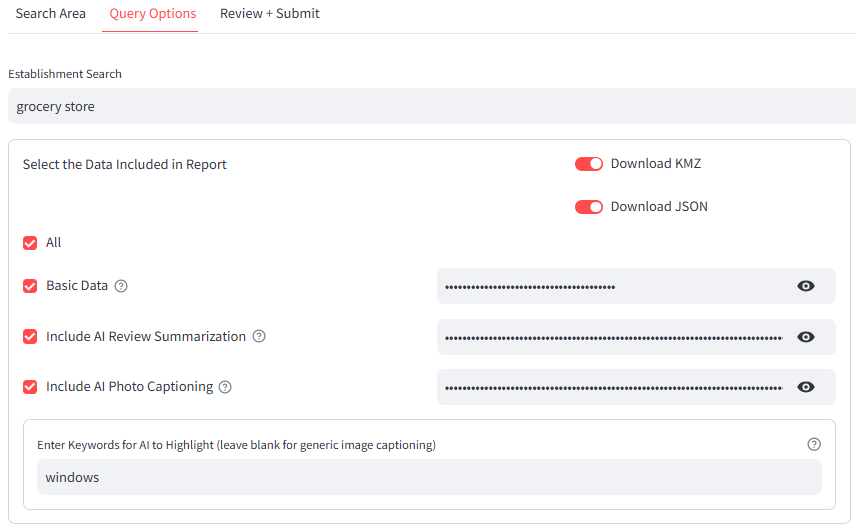 Search Area Query Options Review + Submit
Establishment Search
grocery store
Select the Data Included in Report
Download KMZ
Download JSON
All
Basic Data
Include AI Review Summarization
Include AI Photo Captioning
Enter Keywords for AI to Highlight (leave blank for generic image captioning)
windows